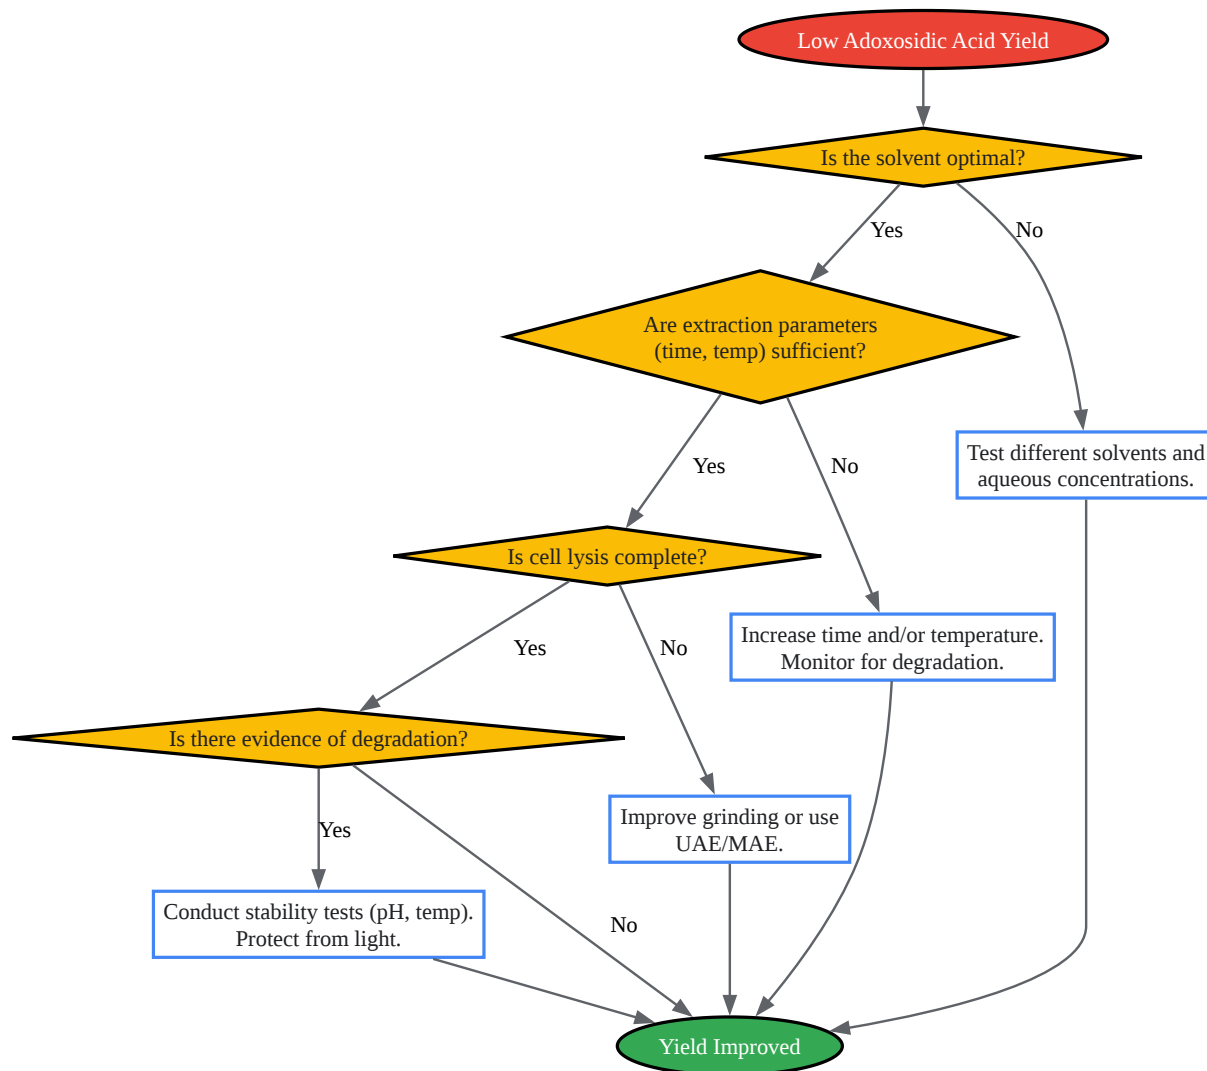 Low Adoxosidic Acid Yield
Is the solvent optimal?
Yes
No
Are extraction parameters
(time, temp) sufficient?
Test different solvents and
aqueous concentrations.
Yes
No
Is cell lysis complete?
Increase time and/or temperature.
Monitor for degradation.
Yes
No
Is there evidence of degradation?
Improve grinding or use
UAE/MAE.
Yes
Conduct stability tests (pH, temp).
Protect from light.
No
Yield Improved